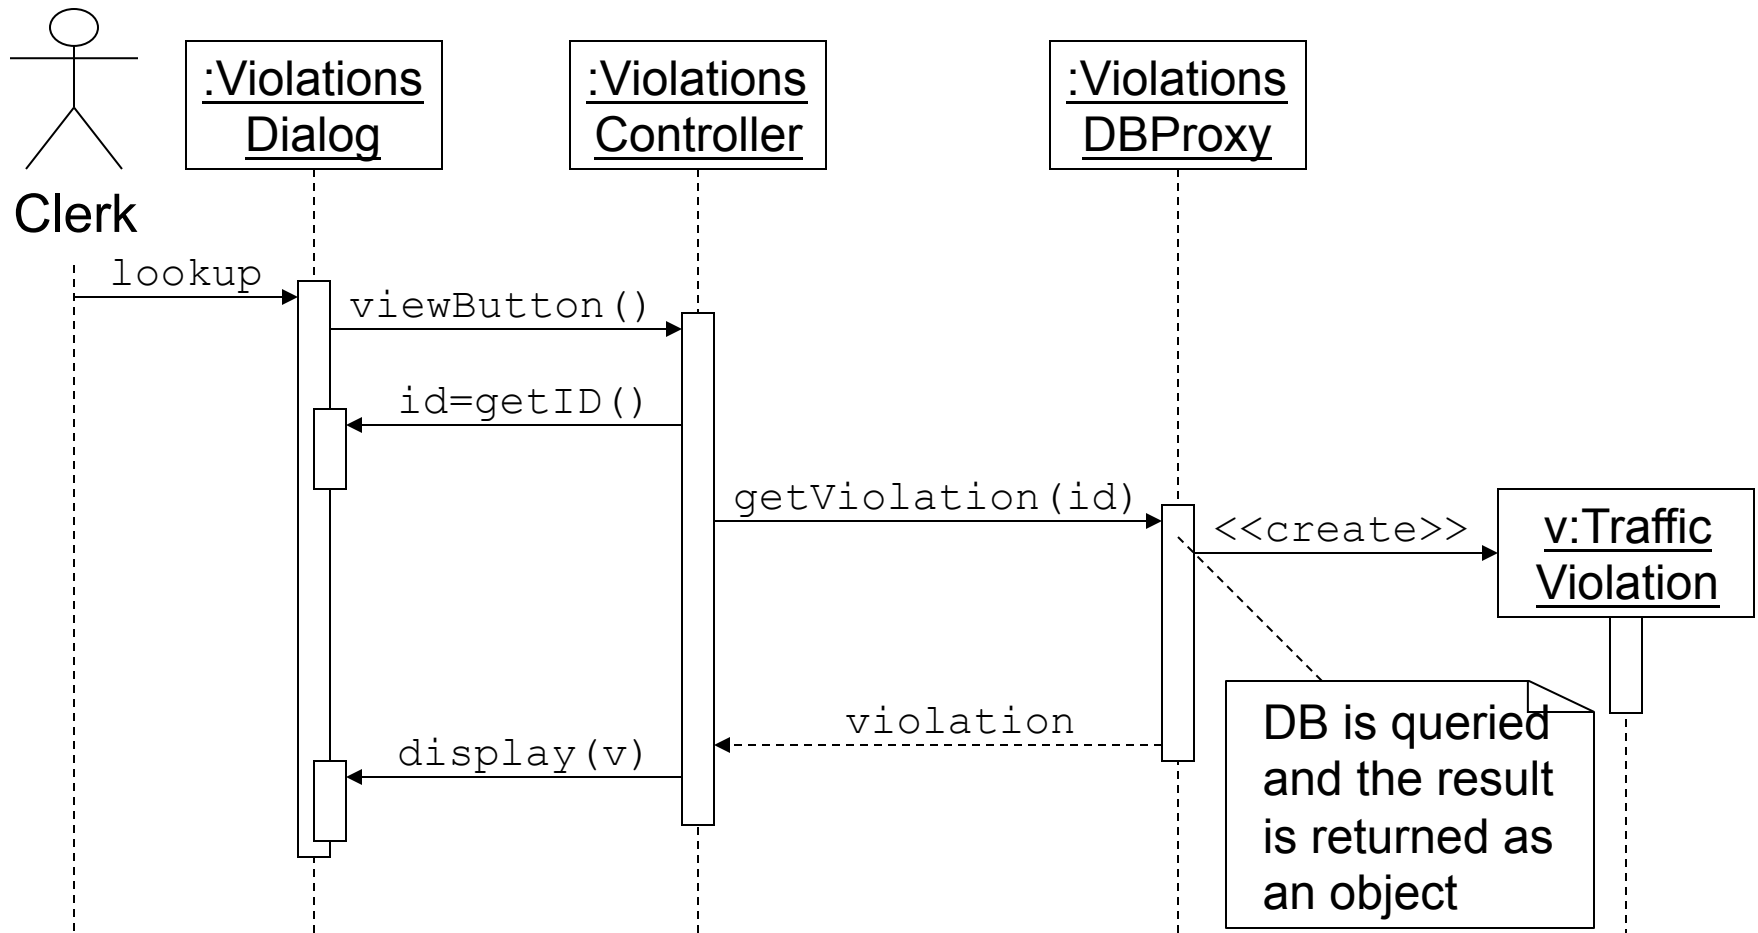 :Violations
Dialog
:Violations
Controller
:Violations
DBProxy
Clerk
lookup
viewButton()
id=getID()
getViolation(id)
<<create>>
v:Traffic
Violation
violation
display(v)
DB is queried
and the result
is returned as
an object